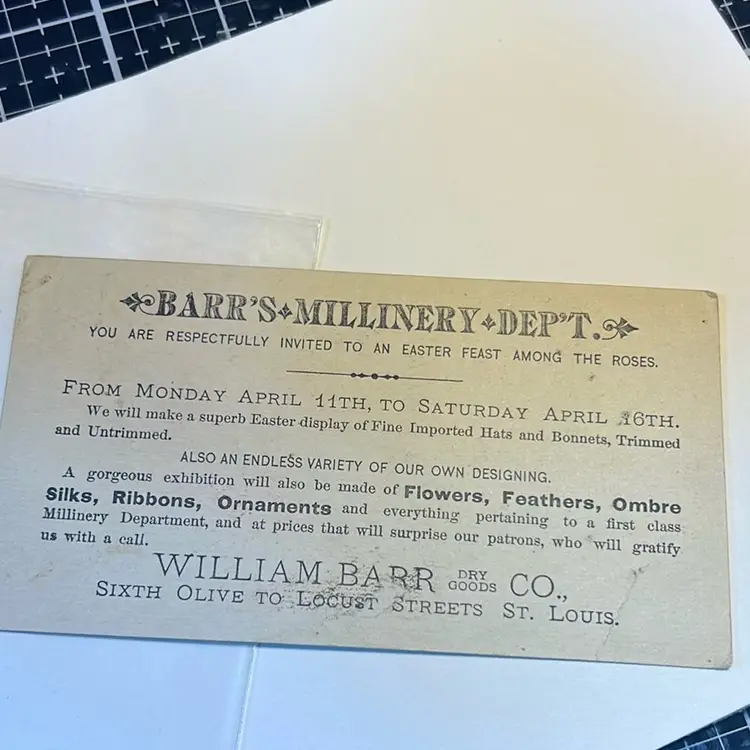 BARR'S MILLINERY DEP'T.
YOU ARE RESPECTFULLY INVITED TO AN EASTER FEAST AMONG THE ROSES.
FROM MONDAY APRIL 11TH, TO SATURDAY APRIL 16TH.
We will make a superb Easter display of Fine Imported Hats and Bonnets, Trimmed
and Untrimmed.
ALSO AN ENDLESS VARIETY OF OUR OWN DESIGNING.
A gorgeous exhibition will also be made of Flowers, Feathers, Ombre
Silks, Ribbons, Ornaments and everything pertaining to a first class
Millinery Department, and at prices that will surprise our patrons, who will gratify
us with a call.
WILLIAM BARR DRY GOODS CO.,
SIXTH OLIVE TO LOCUST STREETS ST. LOUIS.